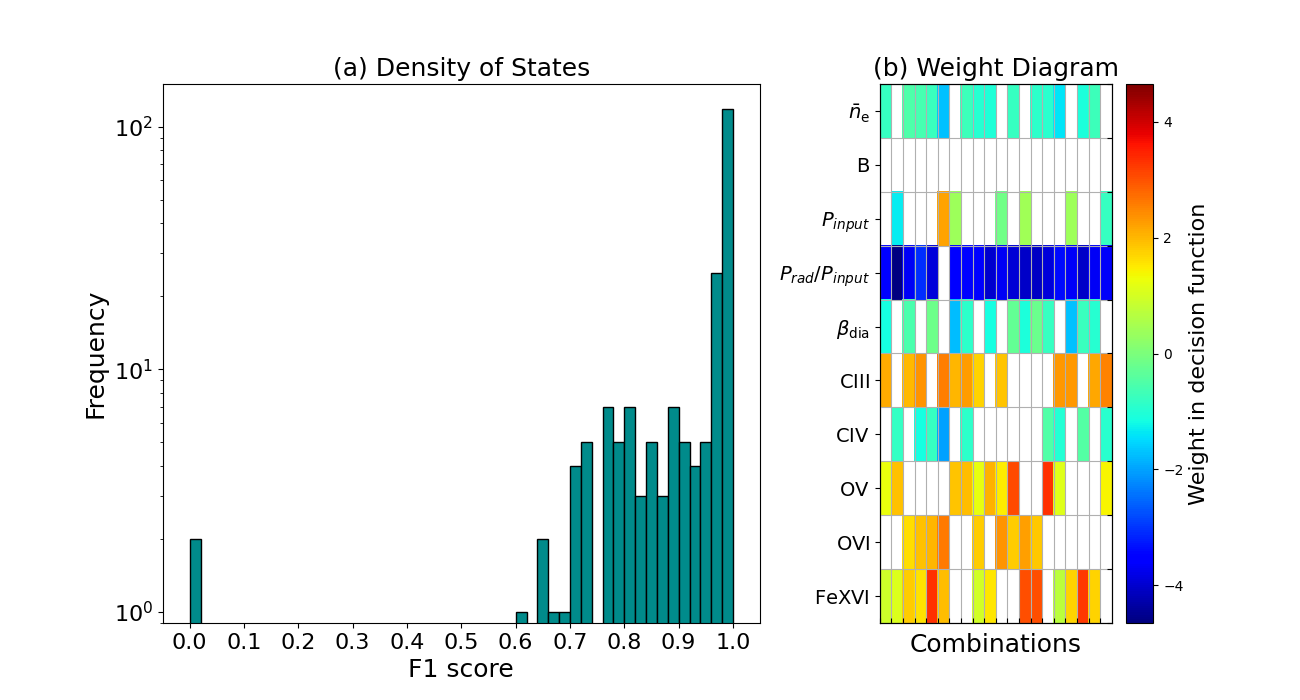 (a) Density of States
(b) Weight Diagram
Frequency
10²
10¹
10⁰
0.0 0.1 0.2 0.3 0.4 0.5 0.6 0.7 0.8 0.9 1.0
F1 score
n̄e
B
Pinput
Prad/Pinput
βdia
CIII
CIV
OV
OVI
FeXVI
Combinations
4
2
0
−2
−4
Weight in decision function